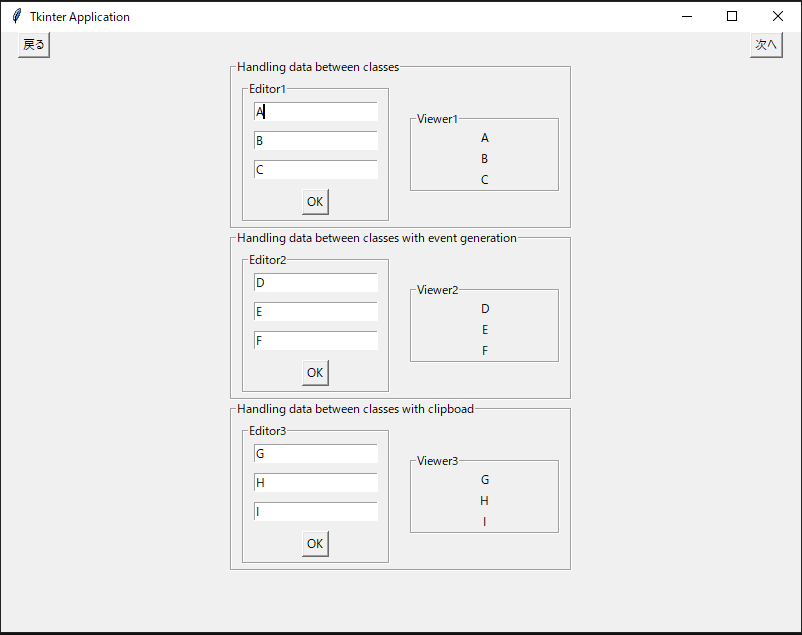 Tkinter Application
戻る
次へ
Handling data between classes
Editor1
A
B
C
OK
Viewer1
A
B
C
Handling data between classes with event generation
Editor2
D
E
F
OK
Viewer2
D
E
F
Handling data between classes with clipboad
Editor3
G
H
I
OK
Viewer3
G
H
I